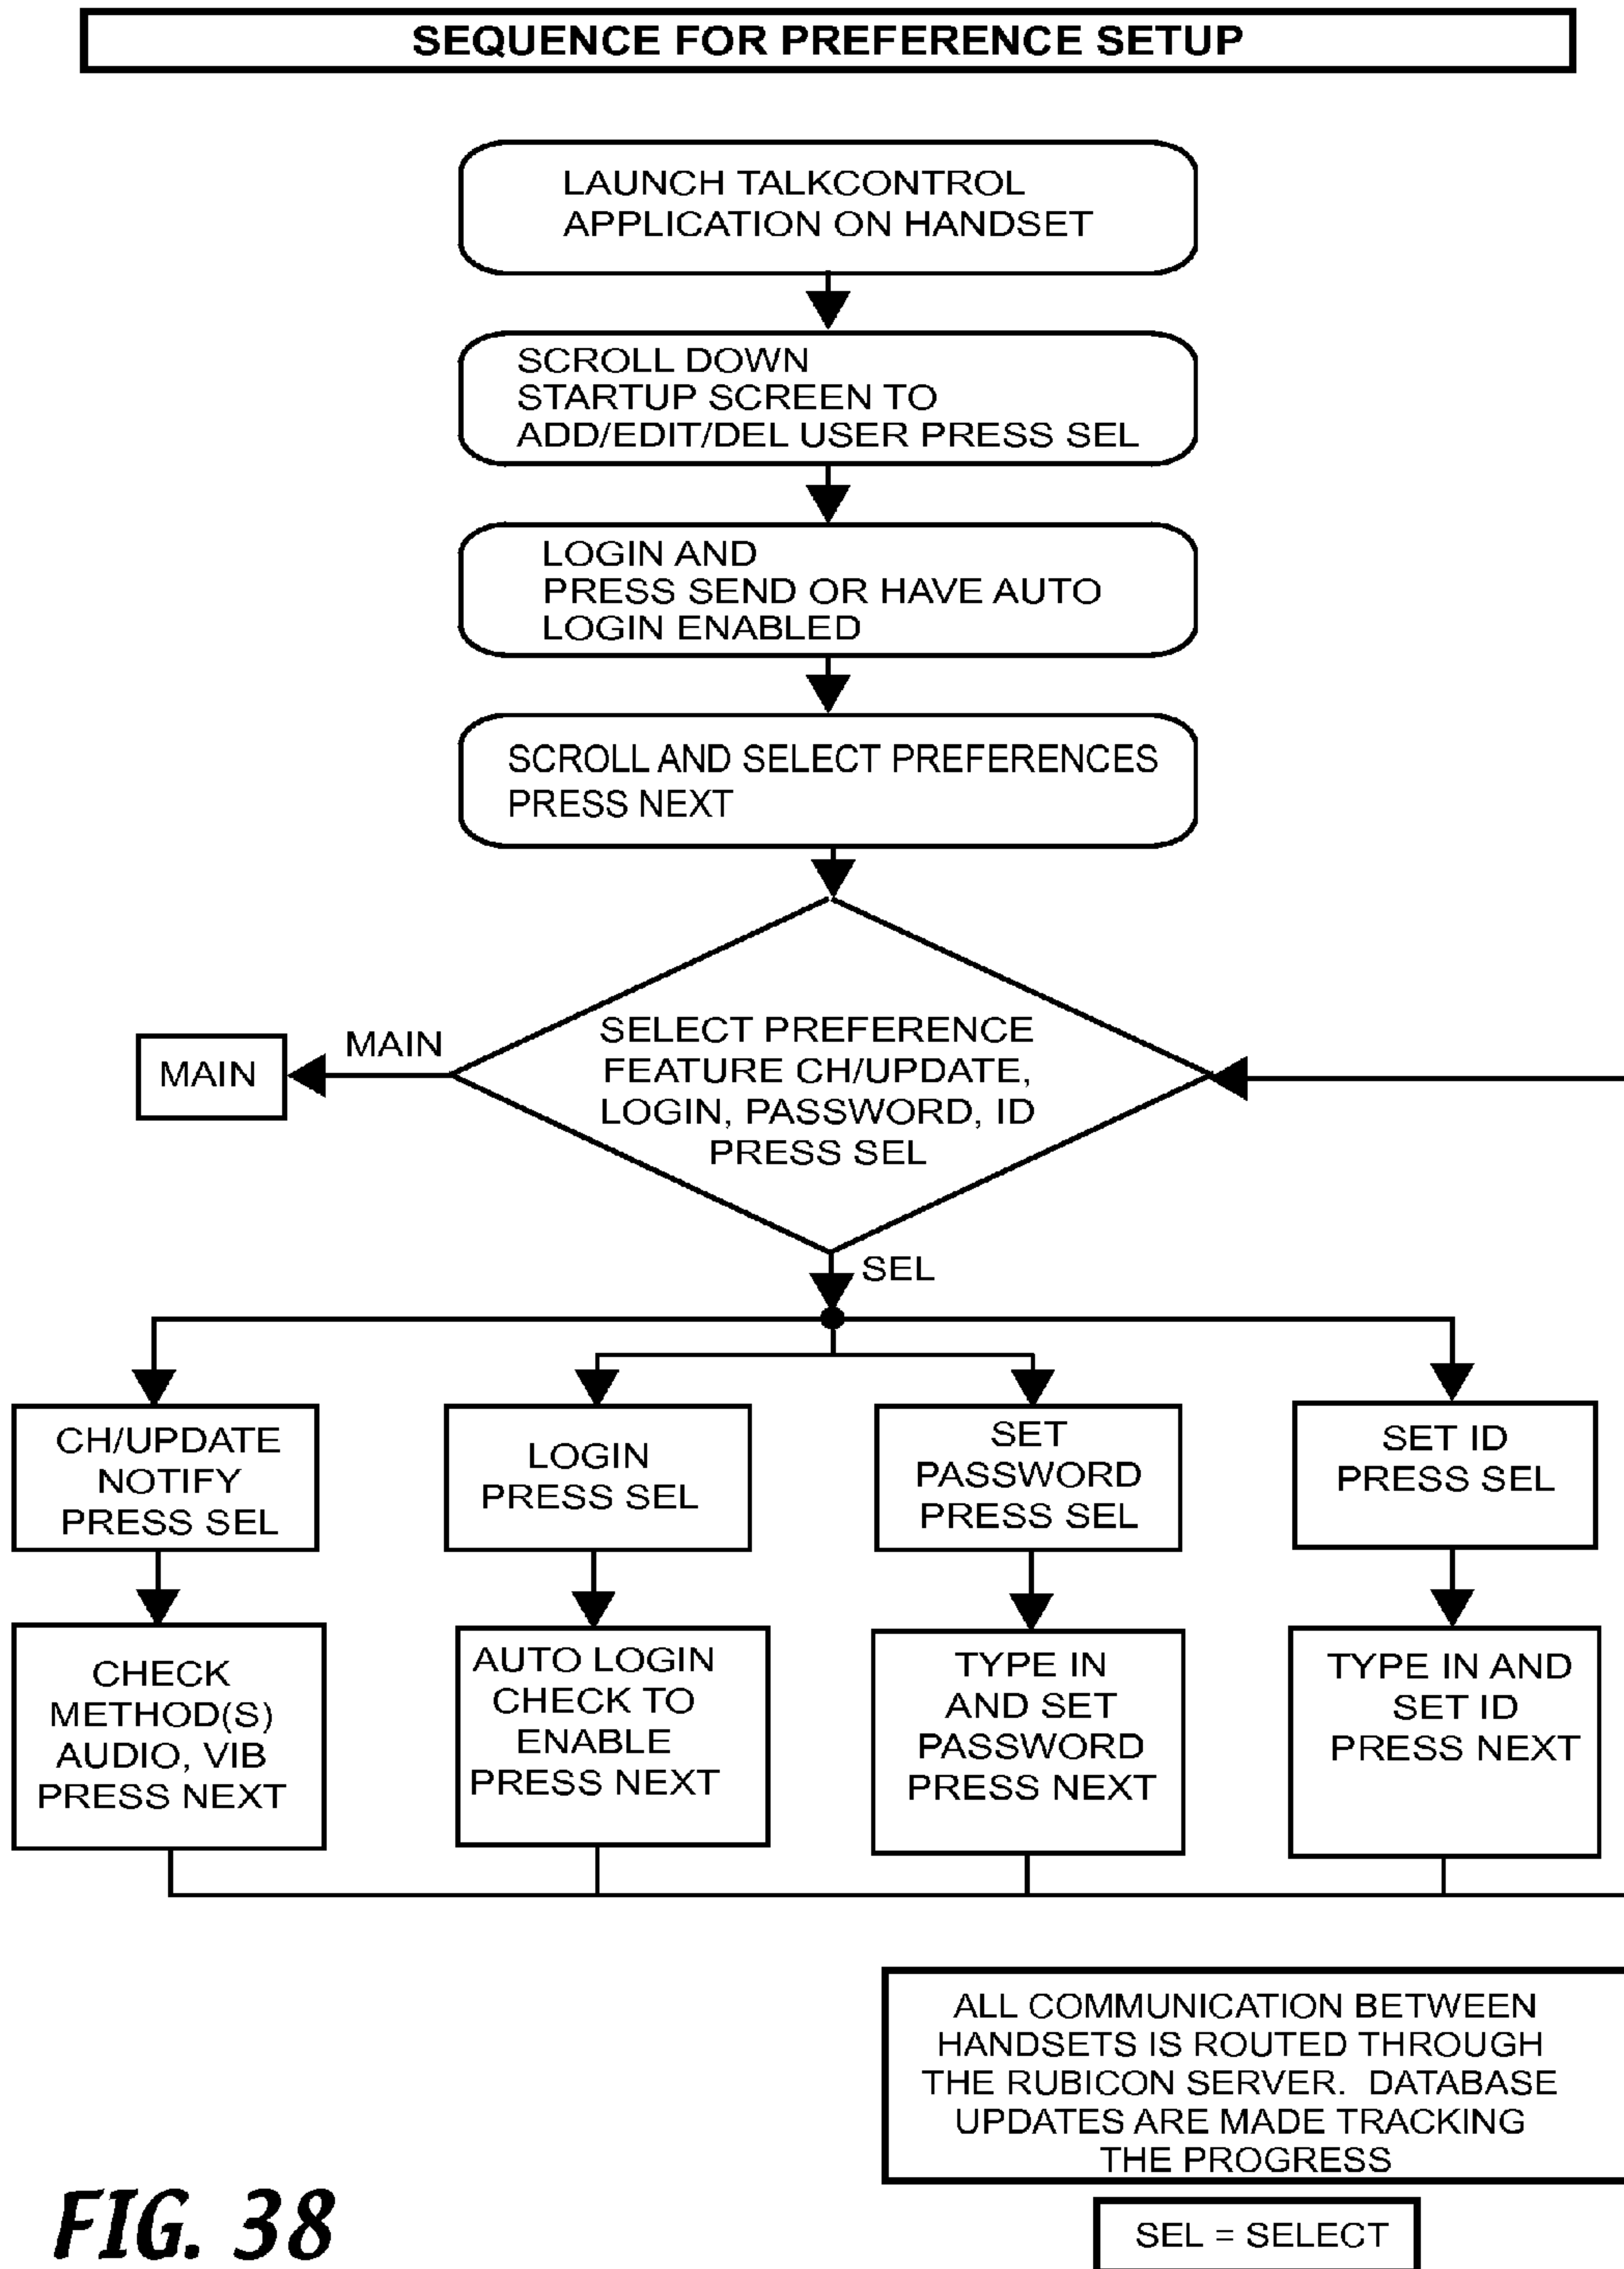 SEQUENCE FOR PREFERENCE SETUP
LAUNCH TALKCONTROL
APPLICATION ON HANDSET
SCROLL DOWN
STARTUP SCREEN TO
ADD/EDIT/DEL USER PRESS SEL
LOGIN AND
PRESS SEND OR HAVE AUTO
LOGIN ENABLED
SCROLL AND SELECT PREFERENCES
PRESS NEXT
MAIN
MAIN
SELECT PREFERENCE
FEATURE CH/UPDATE,
LOGIN, PASSWORD, ID
PRESS SEL
SEL
CH/UPDATE
NOTIFY
PRESS SEL
LOGIN
PRESS SEL
SET
PASSWORD
PRESS SEL
SET ID
PRESS SEL
CHECK
METHOD(S)
AUDIO, VIB
PRESS NEXT
AUTO LOGIN
CHECK TO
ENABLE
PRESS NEXT
TYPE IN
AND SET
PASSWORD
PRESS NEXT
TYPE IN AND
SET ID
PRESS NEXT
ALL COMMUNICATION BETWEEN
HANDSETS IS ROUTED THROUGH
THE RUBICON SERVER. DATABASE
UPDATES ARE MADE TRACKING
THE PROGRESS
SEL = SELECT
FIG. 38